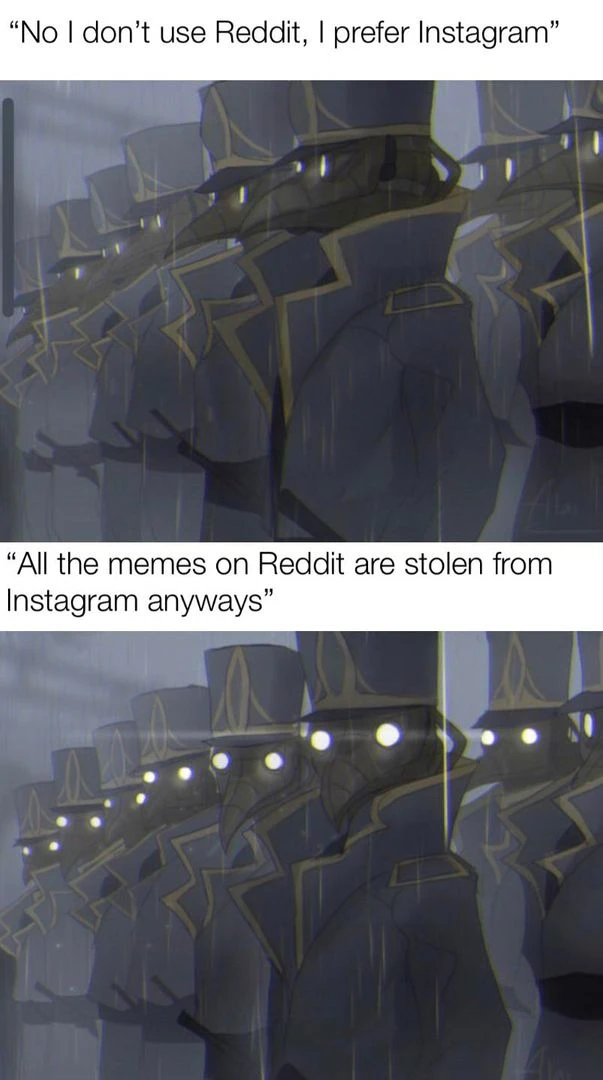 “No I don’t use Reddit, I prefer Instagram”
“All the memes on Reddit are stolen from
Instagram anyways”